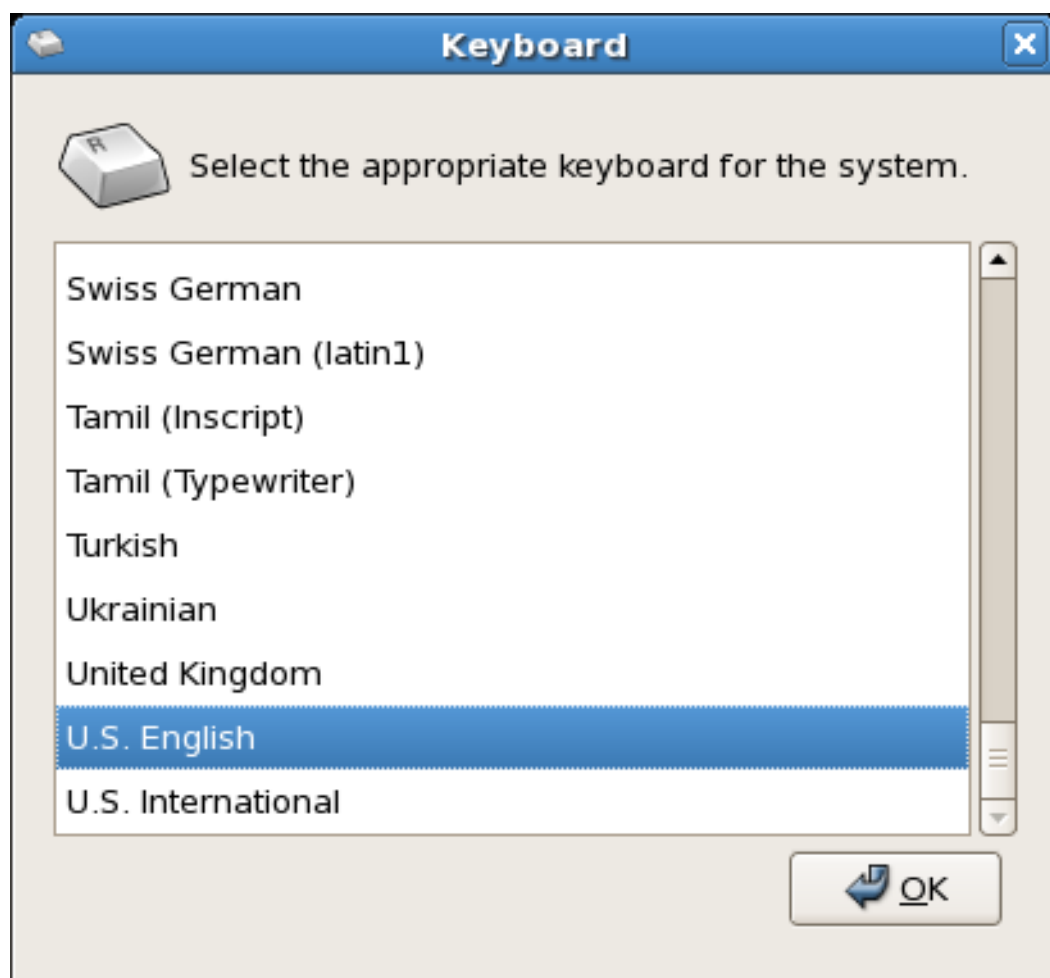 Keyboard
R
Select the appropriate keyboard for the system.
Swiss German
Swiss German (latin1)
Tamil (Inscript)
Tamil (Typewriter)
Turkish
Ukrainian
United Kingdom
U.S. English
U.S. International
OK